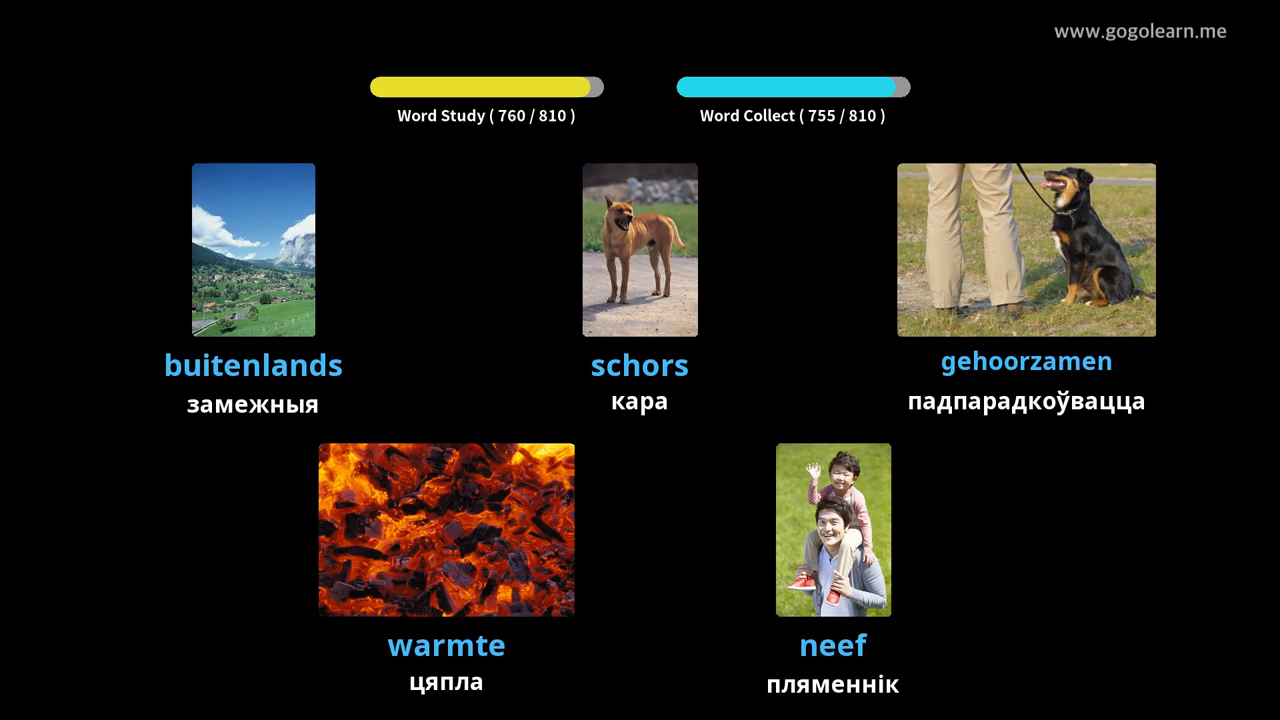 www.gogolearn.me
Word Study ( 760 / 810 )
Word Collect ( 755 / 810 )
buitenlands
замежныя
schors
кара
gehoorzamen
падпарадкоўвацца
warmte
цяпла
neef
пляменнік